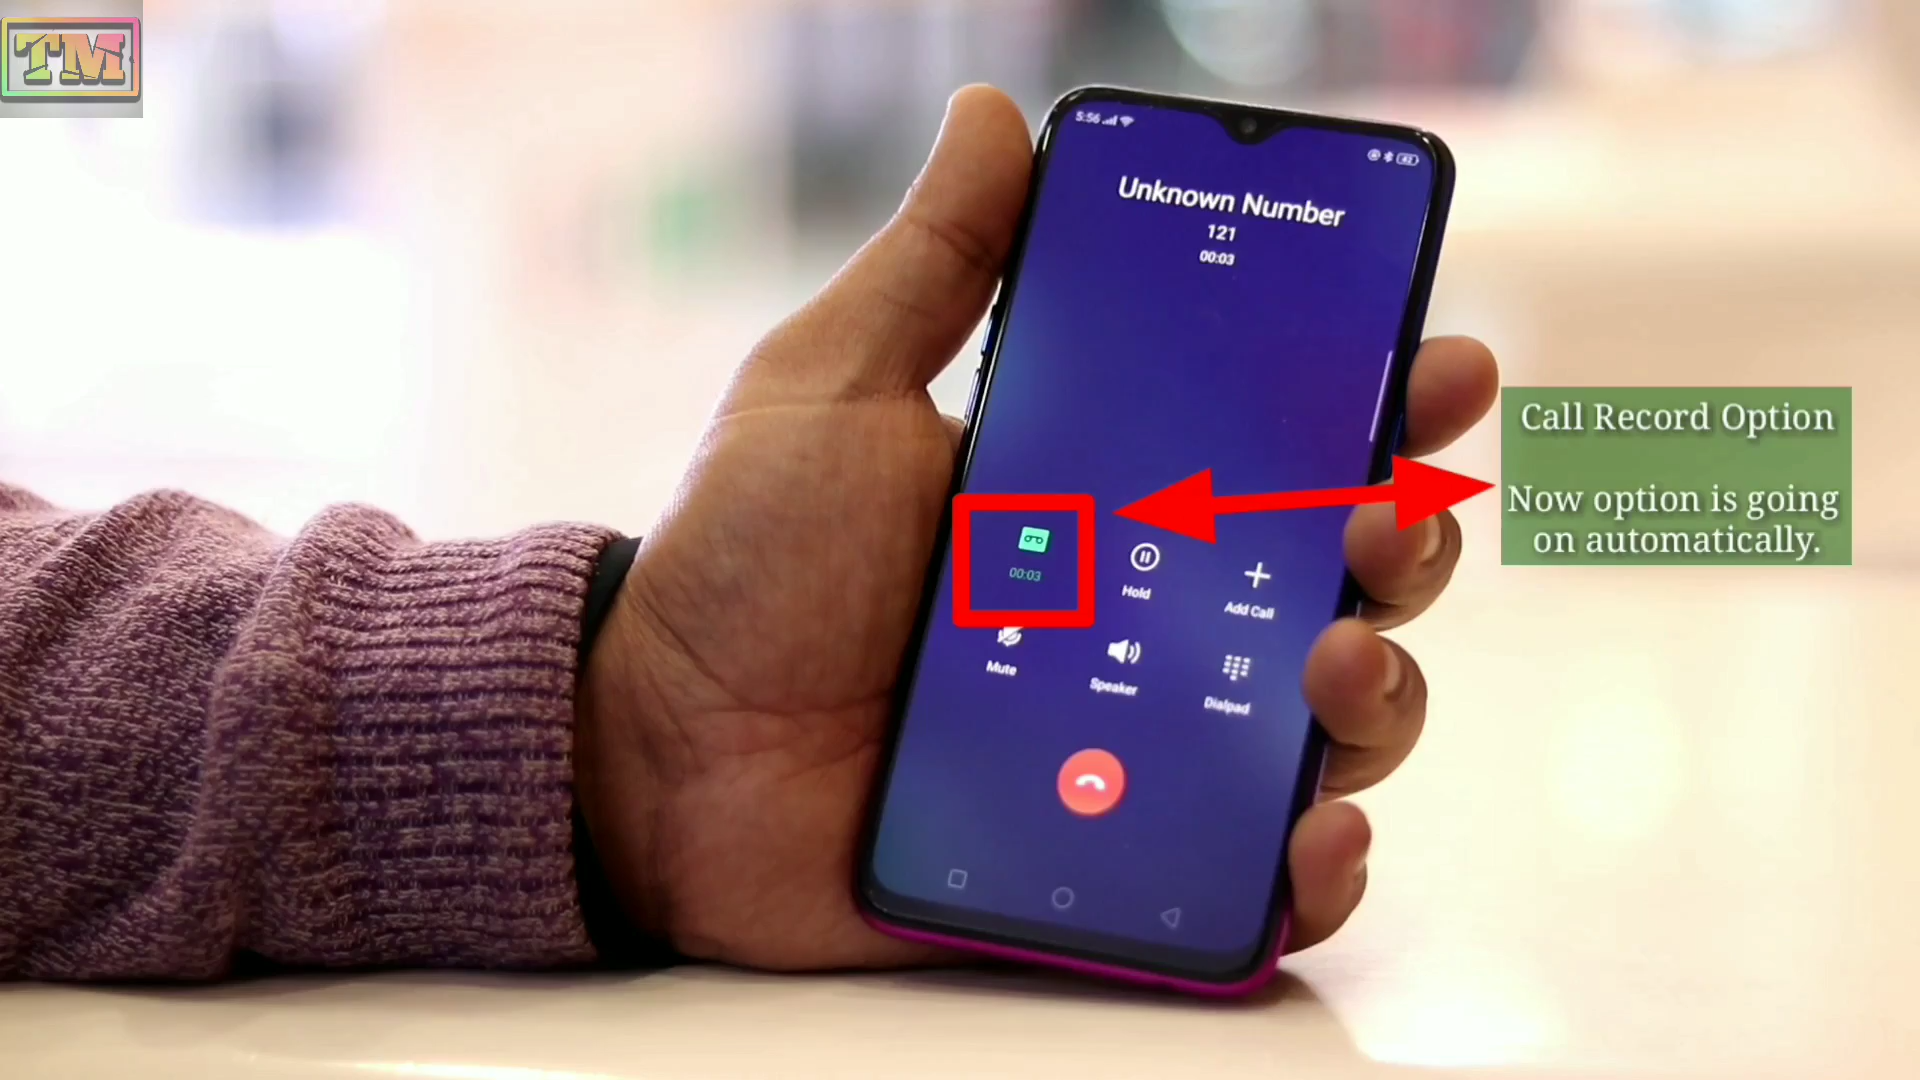 TM
5:56
42
Unknown Number
121
00:03
Call Record Option
Now option is going
on automatically.
00:03
Hold
Add Call
Mute
Speaker
Dialpad